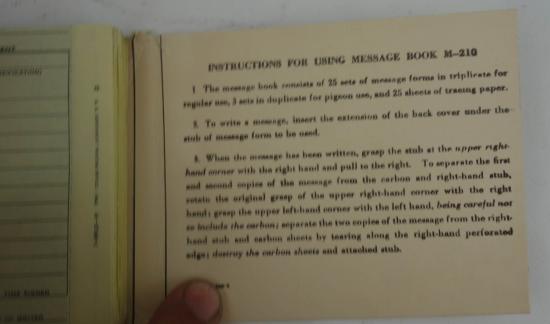 INSTRUCTIONS FOR USING MESSAGE BOOK M-210
1. The message book consists of 25 sets of message forms in triplicate for
regular use, 3 sets in duplicate for pigeon use, and 25 sheets of tracing paper.
2. To write a message, insert the extension of the back cover under the
stub of message form to be used.
3. When the message has been written, grasp the stub at the upper right-
hand corner with the right hand and pull to the right. To separate the first
and second copies of the message from the carbon and right-hand stub,
retain the original grasp of the upper right-hand corner with the right
hand; grasp the upper left-hand corner with the left hand, being careful not
to include the carbon; separate the two copies of the message from the right-
hand stub and carbon sheets by tearing along the right-hand perforated
edge; destroy the carbon sheets and attached stub.
TIME SIGNED